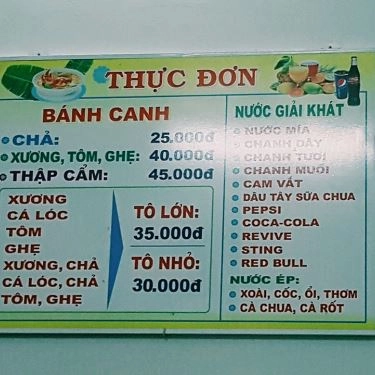 THỰC ĐƠN
BÁNH CANH
CHẢ: 25.000đ
XƯƠNG, TÔM, GHẸ: 40.000đ
THẬP CẨM: 45.000đ
XƯƠNG
CÁ LÓC
TÔM
GHẸ
XƯƠNG, CHẢ
CÁ LÓC, CHẢ
TÔM, GHẸ
TÔ LỚN:
35.000đ
TÔ NHỎ:
30.000đ
NƯỚC GIẢI KHÁT
NƯỚC MÍA
CHANH DÂY
CHANH TƯƠI
CHANH MUỐI
CAM VẮT
DÂU TÂY SỮA CHUA
PEPSI
COCA-COLA
REVIVE
STING
RED BULL
NƯỚC ÉP:
XOÀI, CỐC, ỔI, THƠM
CÀ CHUA, CÀ RỐT